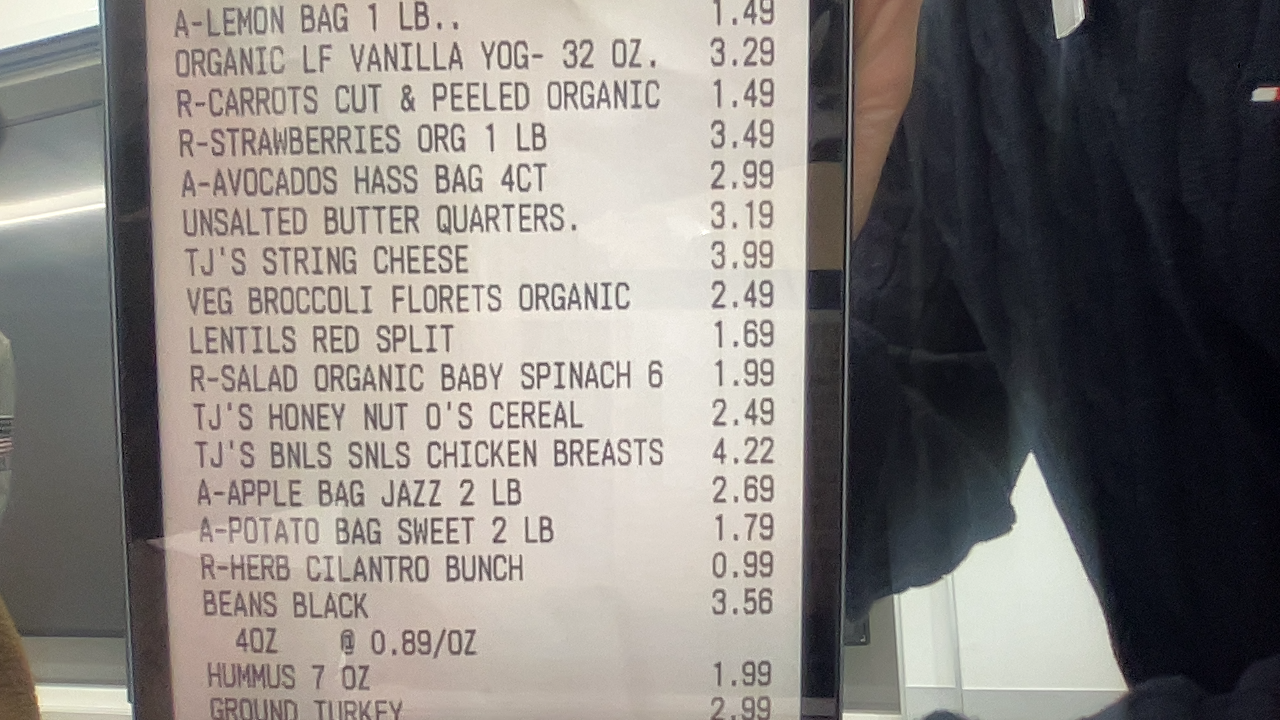 A-LEMON BAG 1 LB.. 1.49
ORGANIC LF VANILLA YOG- 32 OZ. 3.29
R-CARROTS CUT & PEELED ORGANIC 1.49
R-STRAWBERRIES ORG 1 LB 3.49
A-AVOCADOS HASS BAG 4CT 2.99
UNSALTED BUTTER QUARTERS. 3.19
TJ'S STRING CHEESE 3.99
VEG BROCCOLI FLORETS ORGANIC 2.49
LENTILS RED SPLIT 1.69
R-SALAD ORGANIC BABY SPINACH 6 1.99
TJ'S HONEY NUT O'S CEREAL 2.49
TJ'S BNLS SNLS CHICKEN BREASTS 4.22
A-APPLE BAG JAZZ 2 LB 2.69
A-POTATO BAG SWEET 2 LB 1.79
R-HERB CILANTRO BUNCH 0.99
BEANS BLACK 3.56
4OZ @ 0.89/OZ
HUMMUS 7 OZ 1.99
GROUND TURKEY 2.99